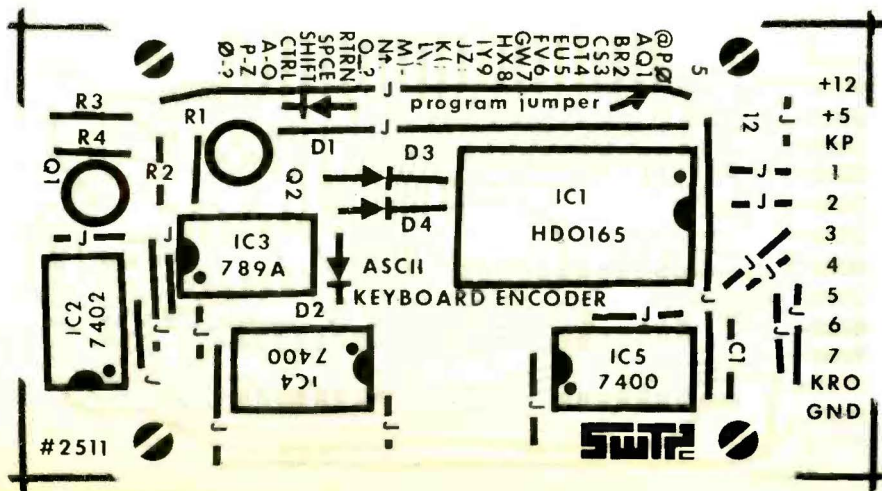 Ø-?
P-Z
A-O
CTRL
SHIFT
SPCE
RTRN
JZ:
IY9
HX8
GW7
FV6
EU5
DT4
CS3
BR2
AQ1
@PØ
5
12
J
program jumper
+12
+5
KP
1
2
3
4
5
6
7
KRO
GND
J
J
J
J
J
J
J
J
R3
R4
Q1
R2
R1
Q2
D1
J
D3
D4
D2
IC1
HDO165
IC3
789A
ASCII
KEYBOARD ENCODER
J
IC2
7402
J
J
J
J
IC4
7400
J
J
J
J
IC5
7400
C1
#2511
SWTPC